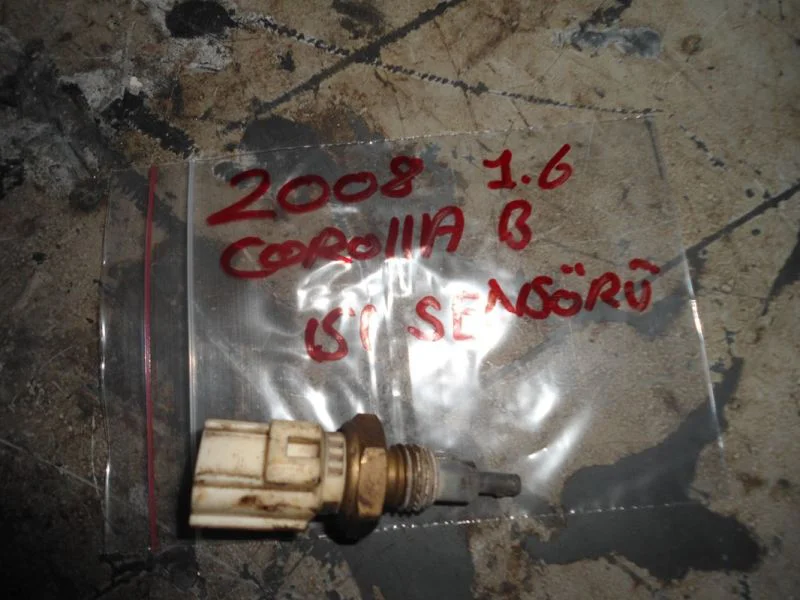 2008 1.6
COROllA B
ISI SENSÖRÜ